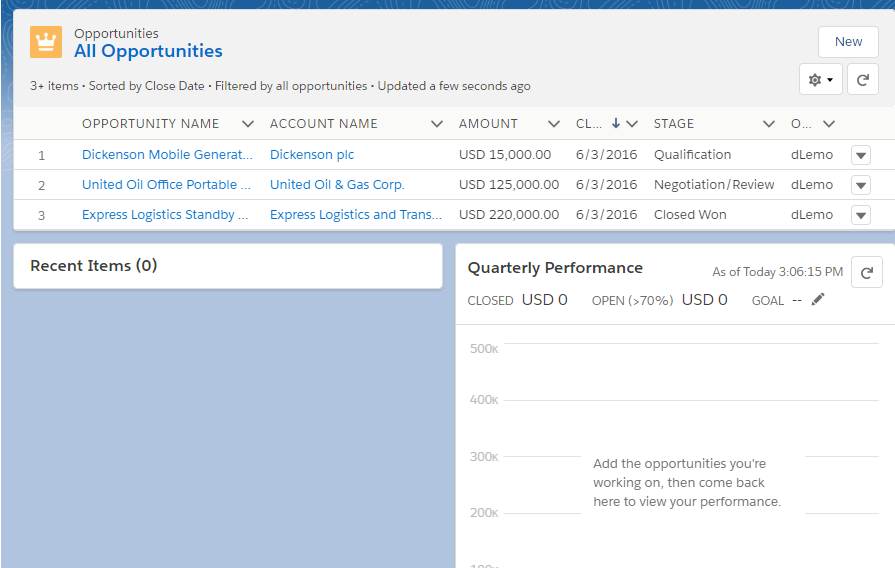 Opportunities
All Opportunities
New
3+ items • Sorted by Close Date • Filtered by all opportunities • Updated a few seconds ago
OPPORTUNITY NAME ACCOUNT NAME AMOUNT CL... STAGE O...
1 Dickenson Mobile Generat... Dickenson plc USD 15,000.00 6/3/2016 Qualification dLemo
2 United Oil Office Portable ... United Oil & Gas Corp. USD 125,000.00 6/3/2016 Negotiation/Review dLemo
3 Express Logistics Standby ... Express Logistics and Trans... USD 220,000.00 6/3/2016 Closed Won dLemo
Recent Items (0)
Quarterly Performance As of Today 3:06:15 PM
CLOSED USD 0 OPEN (>70%) USD 0 GOAL --
500K
400K
300K
Add the opportunities you're
working on, then come back
here to view your performance.
200K
100K